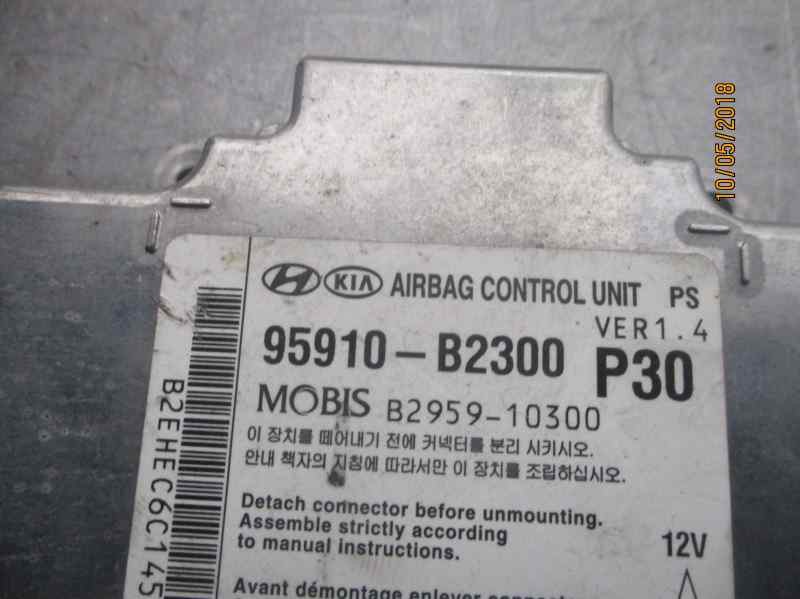 10/05/2018
KIA AIRBAG CONTROL UNIT PS
VER1.4
95910-B2300 P30
MOBIS B2959-10300
이 장치를 떼어내기 전에 커넥터를 분리 시키시오.
안내 책자의 지침에 따라서만 이 장치를 조립하십시오.
Detach connector before unmounting.
Assemble strictly according
to manual instructions.
12V
Avant démontage enlever
B2EHEC6C145